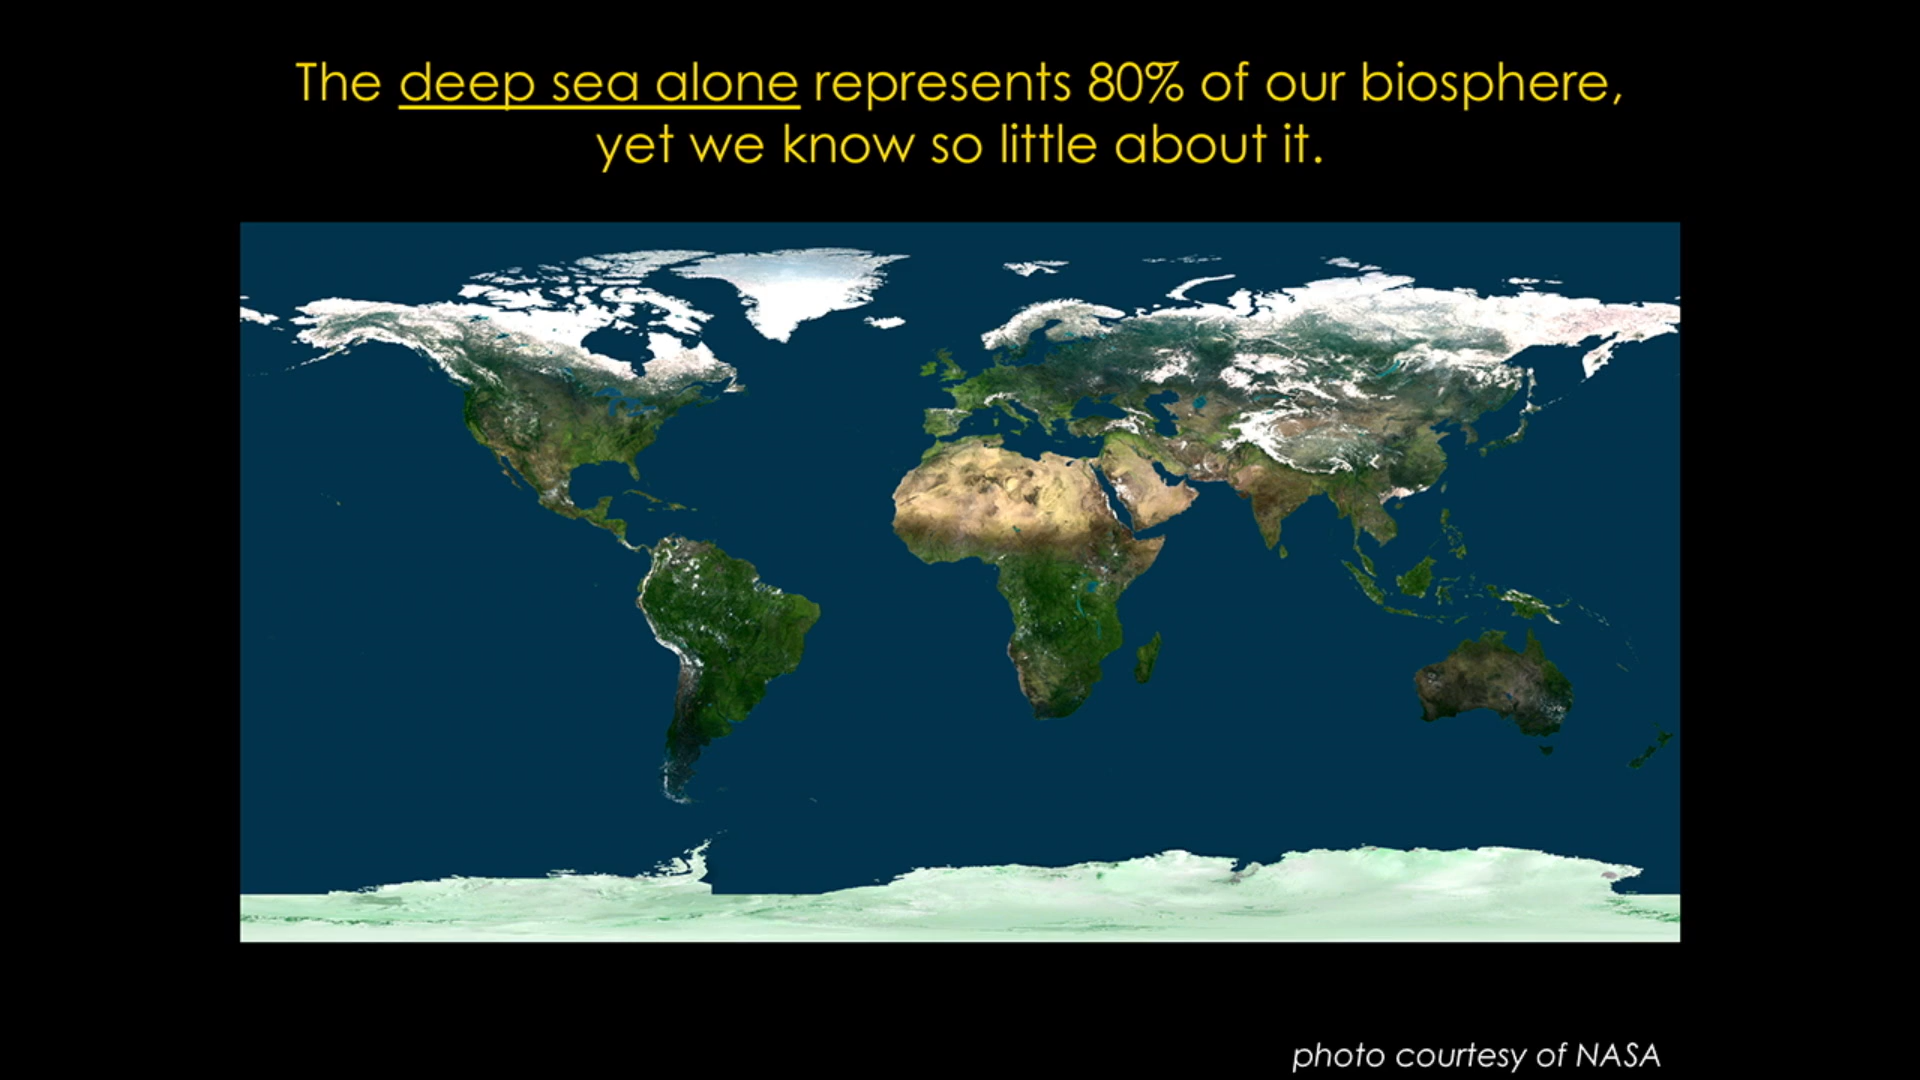 The deep sea alone represents 80% of our biosphere,
yet we know so little about it.
photo courtesy of NASA